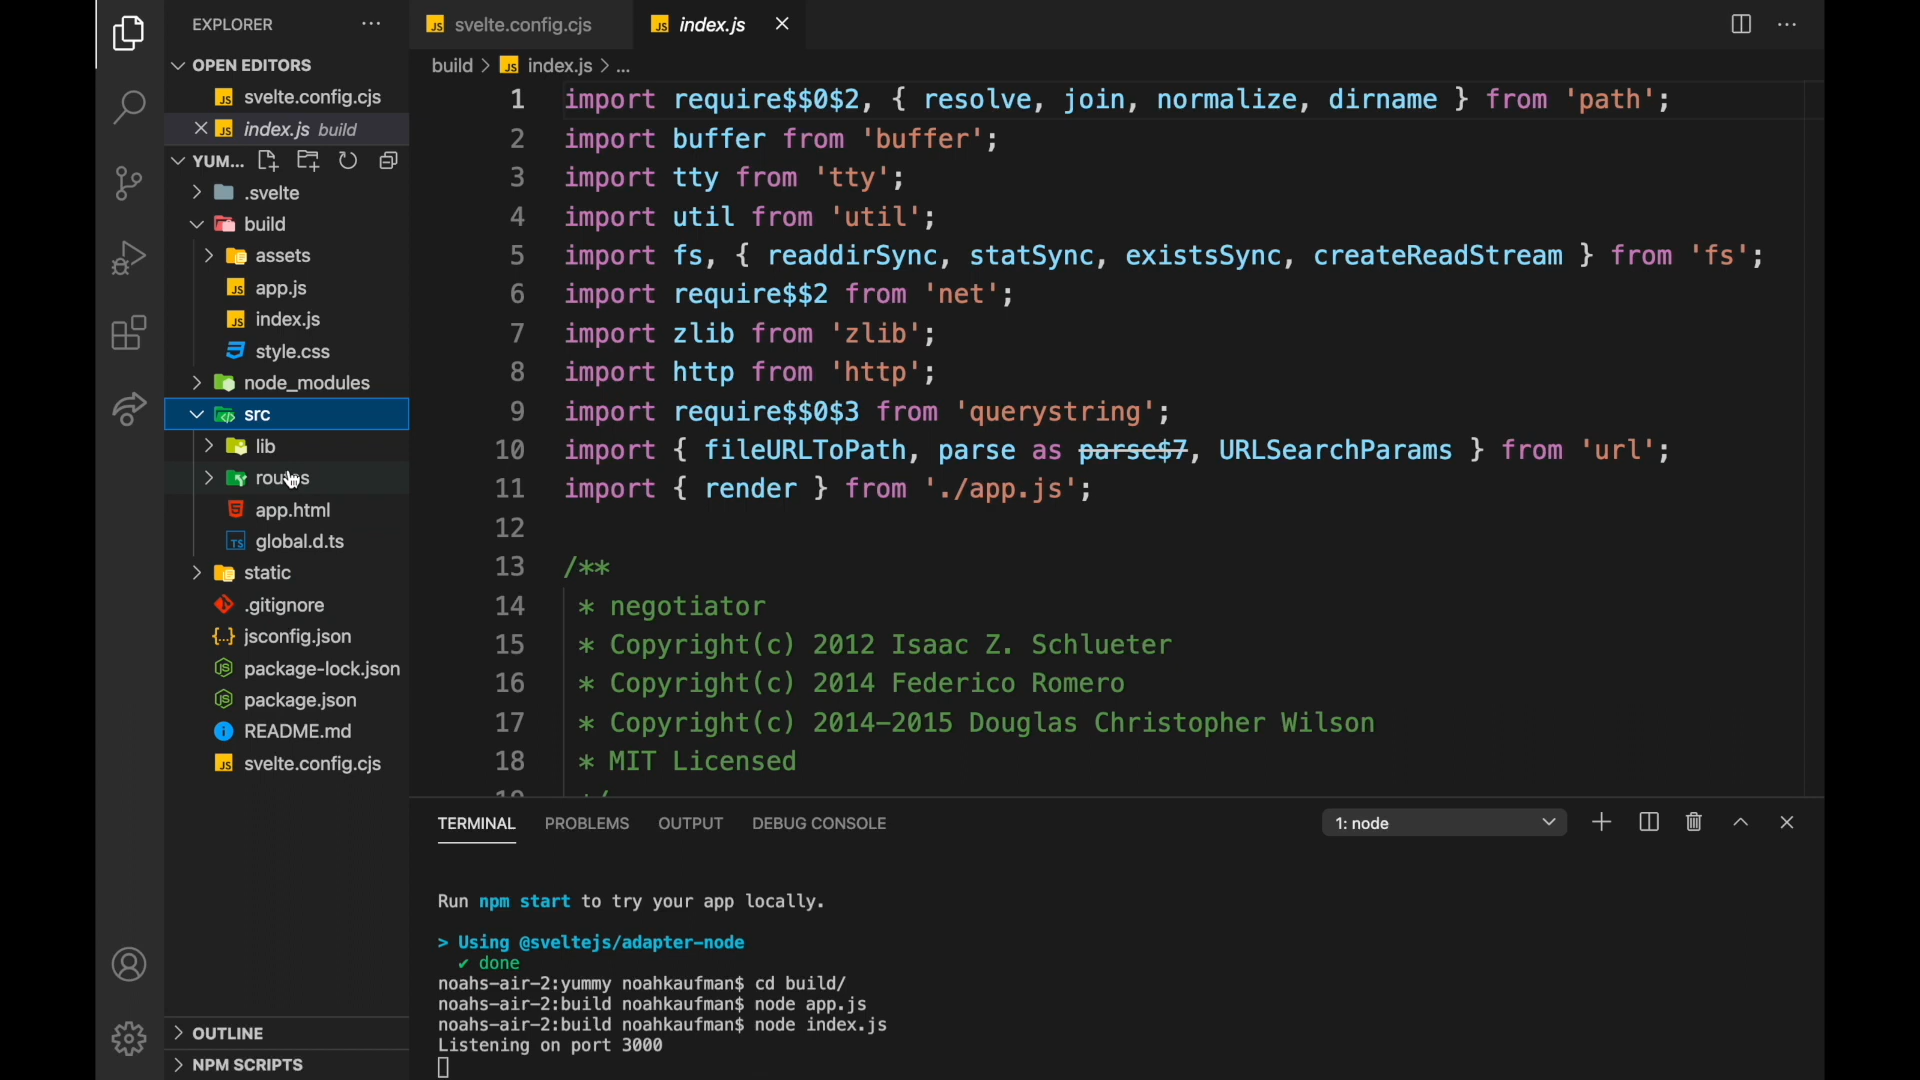 EXPLORER
OPEN EDITORS
svelte.config.cjs
index.js build
YUM...
.svelte
build
assets
app.js
index.js
style.css
node_modules
src
lib
routes
app.html
global.d.ts
static
.gitignore
jsconfig.json
package-lock.json
package.json
README.md
svelte.config.cjs
OUTLINE
NPM SCRIPTS
svelte.config.cjs
index.js
build > index.js > ...
1 import require$$0$2, { resolve, join, normalize, dirname } from 'path';
2 import buffer from 'buffer';
3 import tty from 'tty';
4 import util from 'util';
5 import fs, { readdirSync, statSync, existsSync, createReadStream } from 'fs';
6 import require$$2 from 'net';
7 import zlib from 'zlib';
8 import http from 'http';
9 import require$$0$3 from 'querystring';
10 import { fileURLToPath, parse as parse$7, URLSearchParams } from 'url';
11 import { render } from './app.js';
12
13 /**
14 * negotiator
15 * Copyright(c) 2012 Isaac Z. Schlueter
16 * Copyright(c) 2014 Federico Romero
17 * Copyright(c) 2014-2015 Douglas Christopher Wilson
18 * MIT Licensed
TERMINAL PROBLEMS OUTPUT DEBUG CONSOLE
1: node
Run npm start to try your app locally.
> Using @sveltejs/adapter-node
✔ done
noahs-air-2:yummy noahkaufman$ cd build/
noahs-air-2:build noahkaufman$ node app.js
noahs-air-2:build noahkaufman$ node index.js
Listening on port 3000